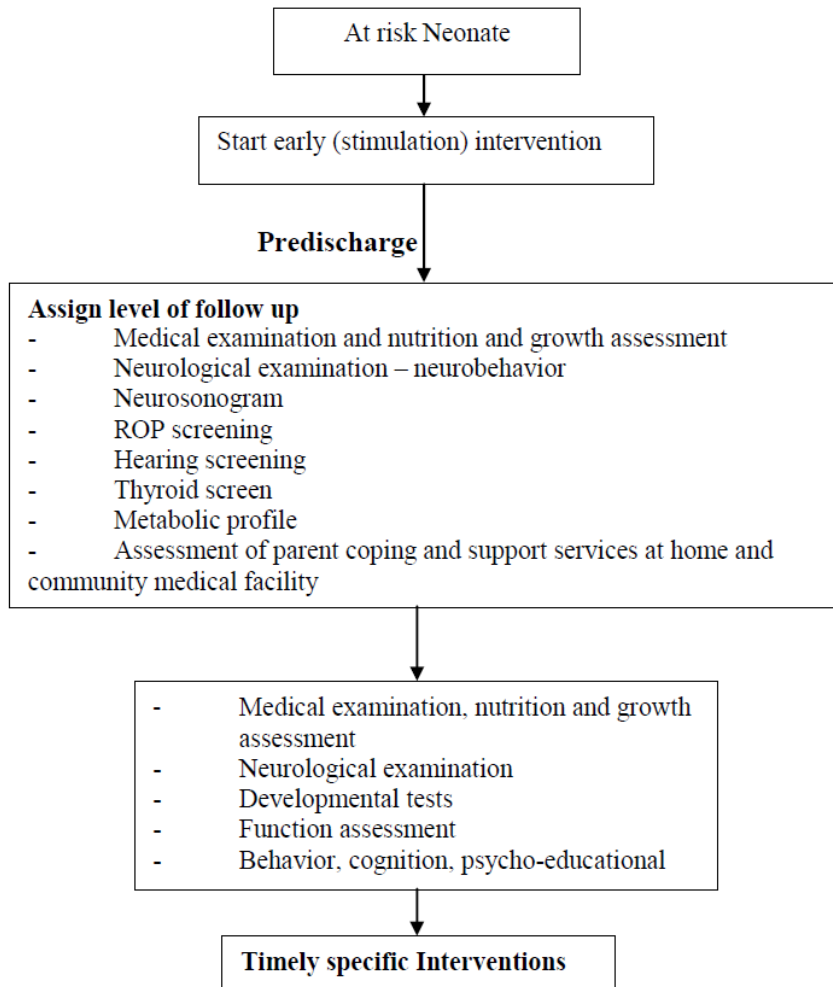 At risk Neonate
Start early (stimulation) intervention
Predischarge
Assign level of follow up
- Medical examination and nutrition and growth assessment
- Neurological examination – neurobehavior
- Neurosonogram
- ROP screening
- Hearing screening
- Thyroid screen
- Metabolic profile
- Assessment of parent coping and support services at home and
community medical facility
- Medical examination, nutrition and growth
assessment
- Neurological examination
- Developmental tests
- Function assessment
- Behavior, cognition, psycho-educational
Timely specific Interventions